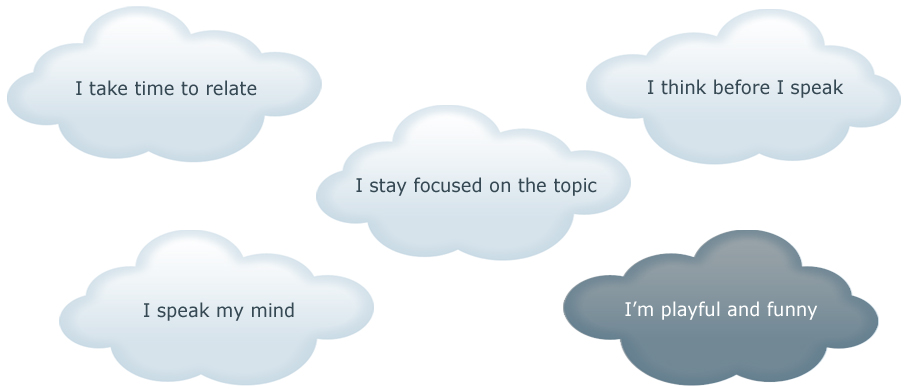 I take time to relate
I think before I speak
I stay focused on the topic
I speak my mind
I’m playful and funny